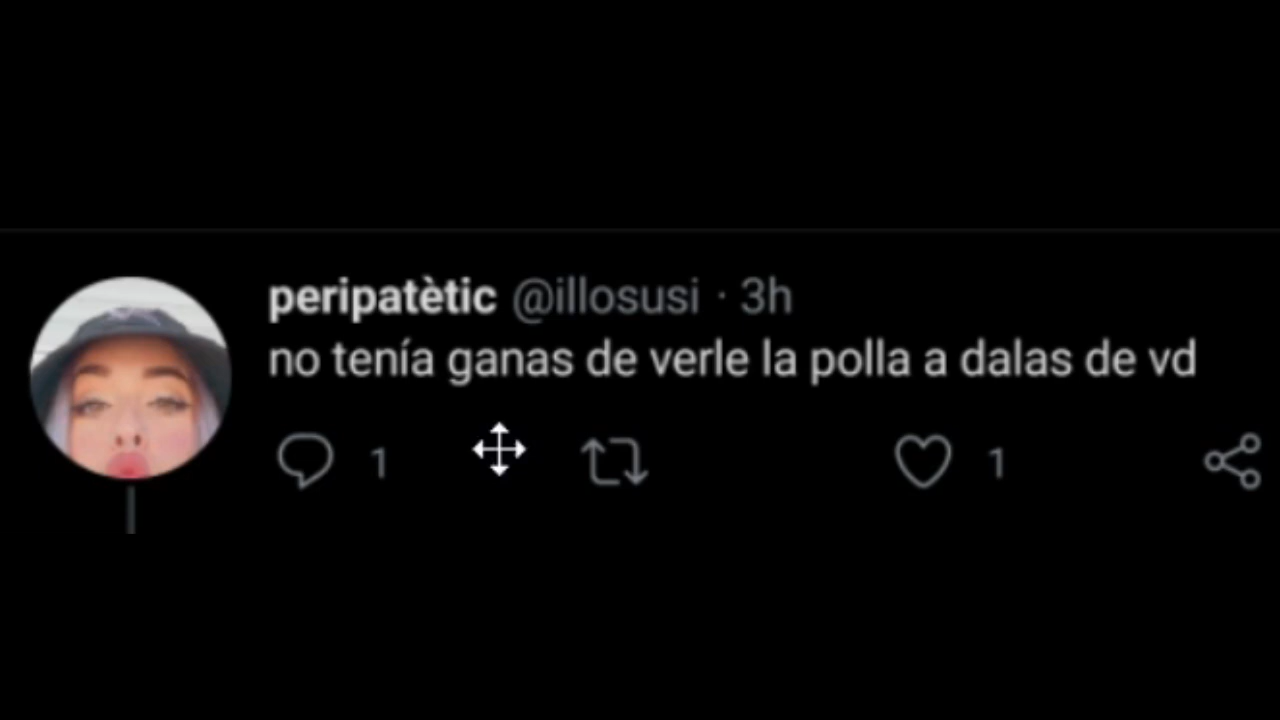 peripatètic @illosusi · 3h
no tenía ganas de verle la polla a dalas de vd
1 1